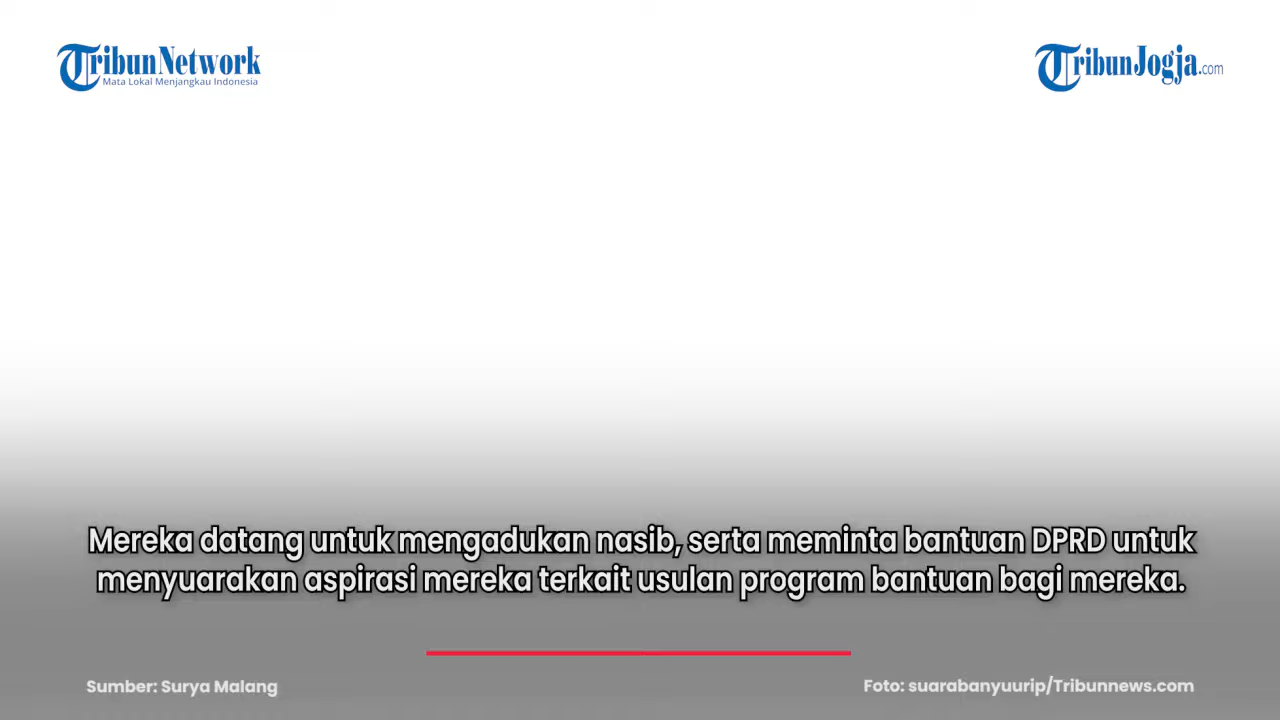 TribunNetwork
Mata Lokal Menjangkau Indonesia
TribunJogja.com
Mereka datang untuk mengadukan nasib, serta meminta bantuan DPRD untuk
menyuarakan aspirasi mereka terkait usulan program bantuan bagi mereka.
Sumber: Surya Malang
Foto: suarabanyuurip/Tribunnews.com